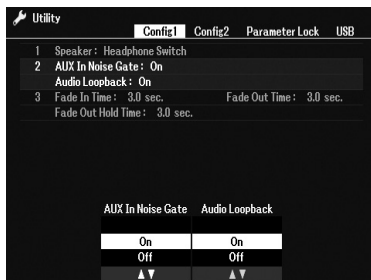 Utility
Config1 Config2 Parameter Lock USB
1 Speaker: Headphone Switch
2 AUX In Noise Gate: On
Audio Loopback: On
3 Fade In Time: 3.0 sec. Fade Out Time: 3.0 sec.
Fade Out Hold Time: 3.0 sec.
AUX In Noise Gate Audio Loopback
On On
Off Off